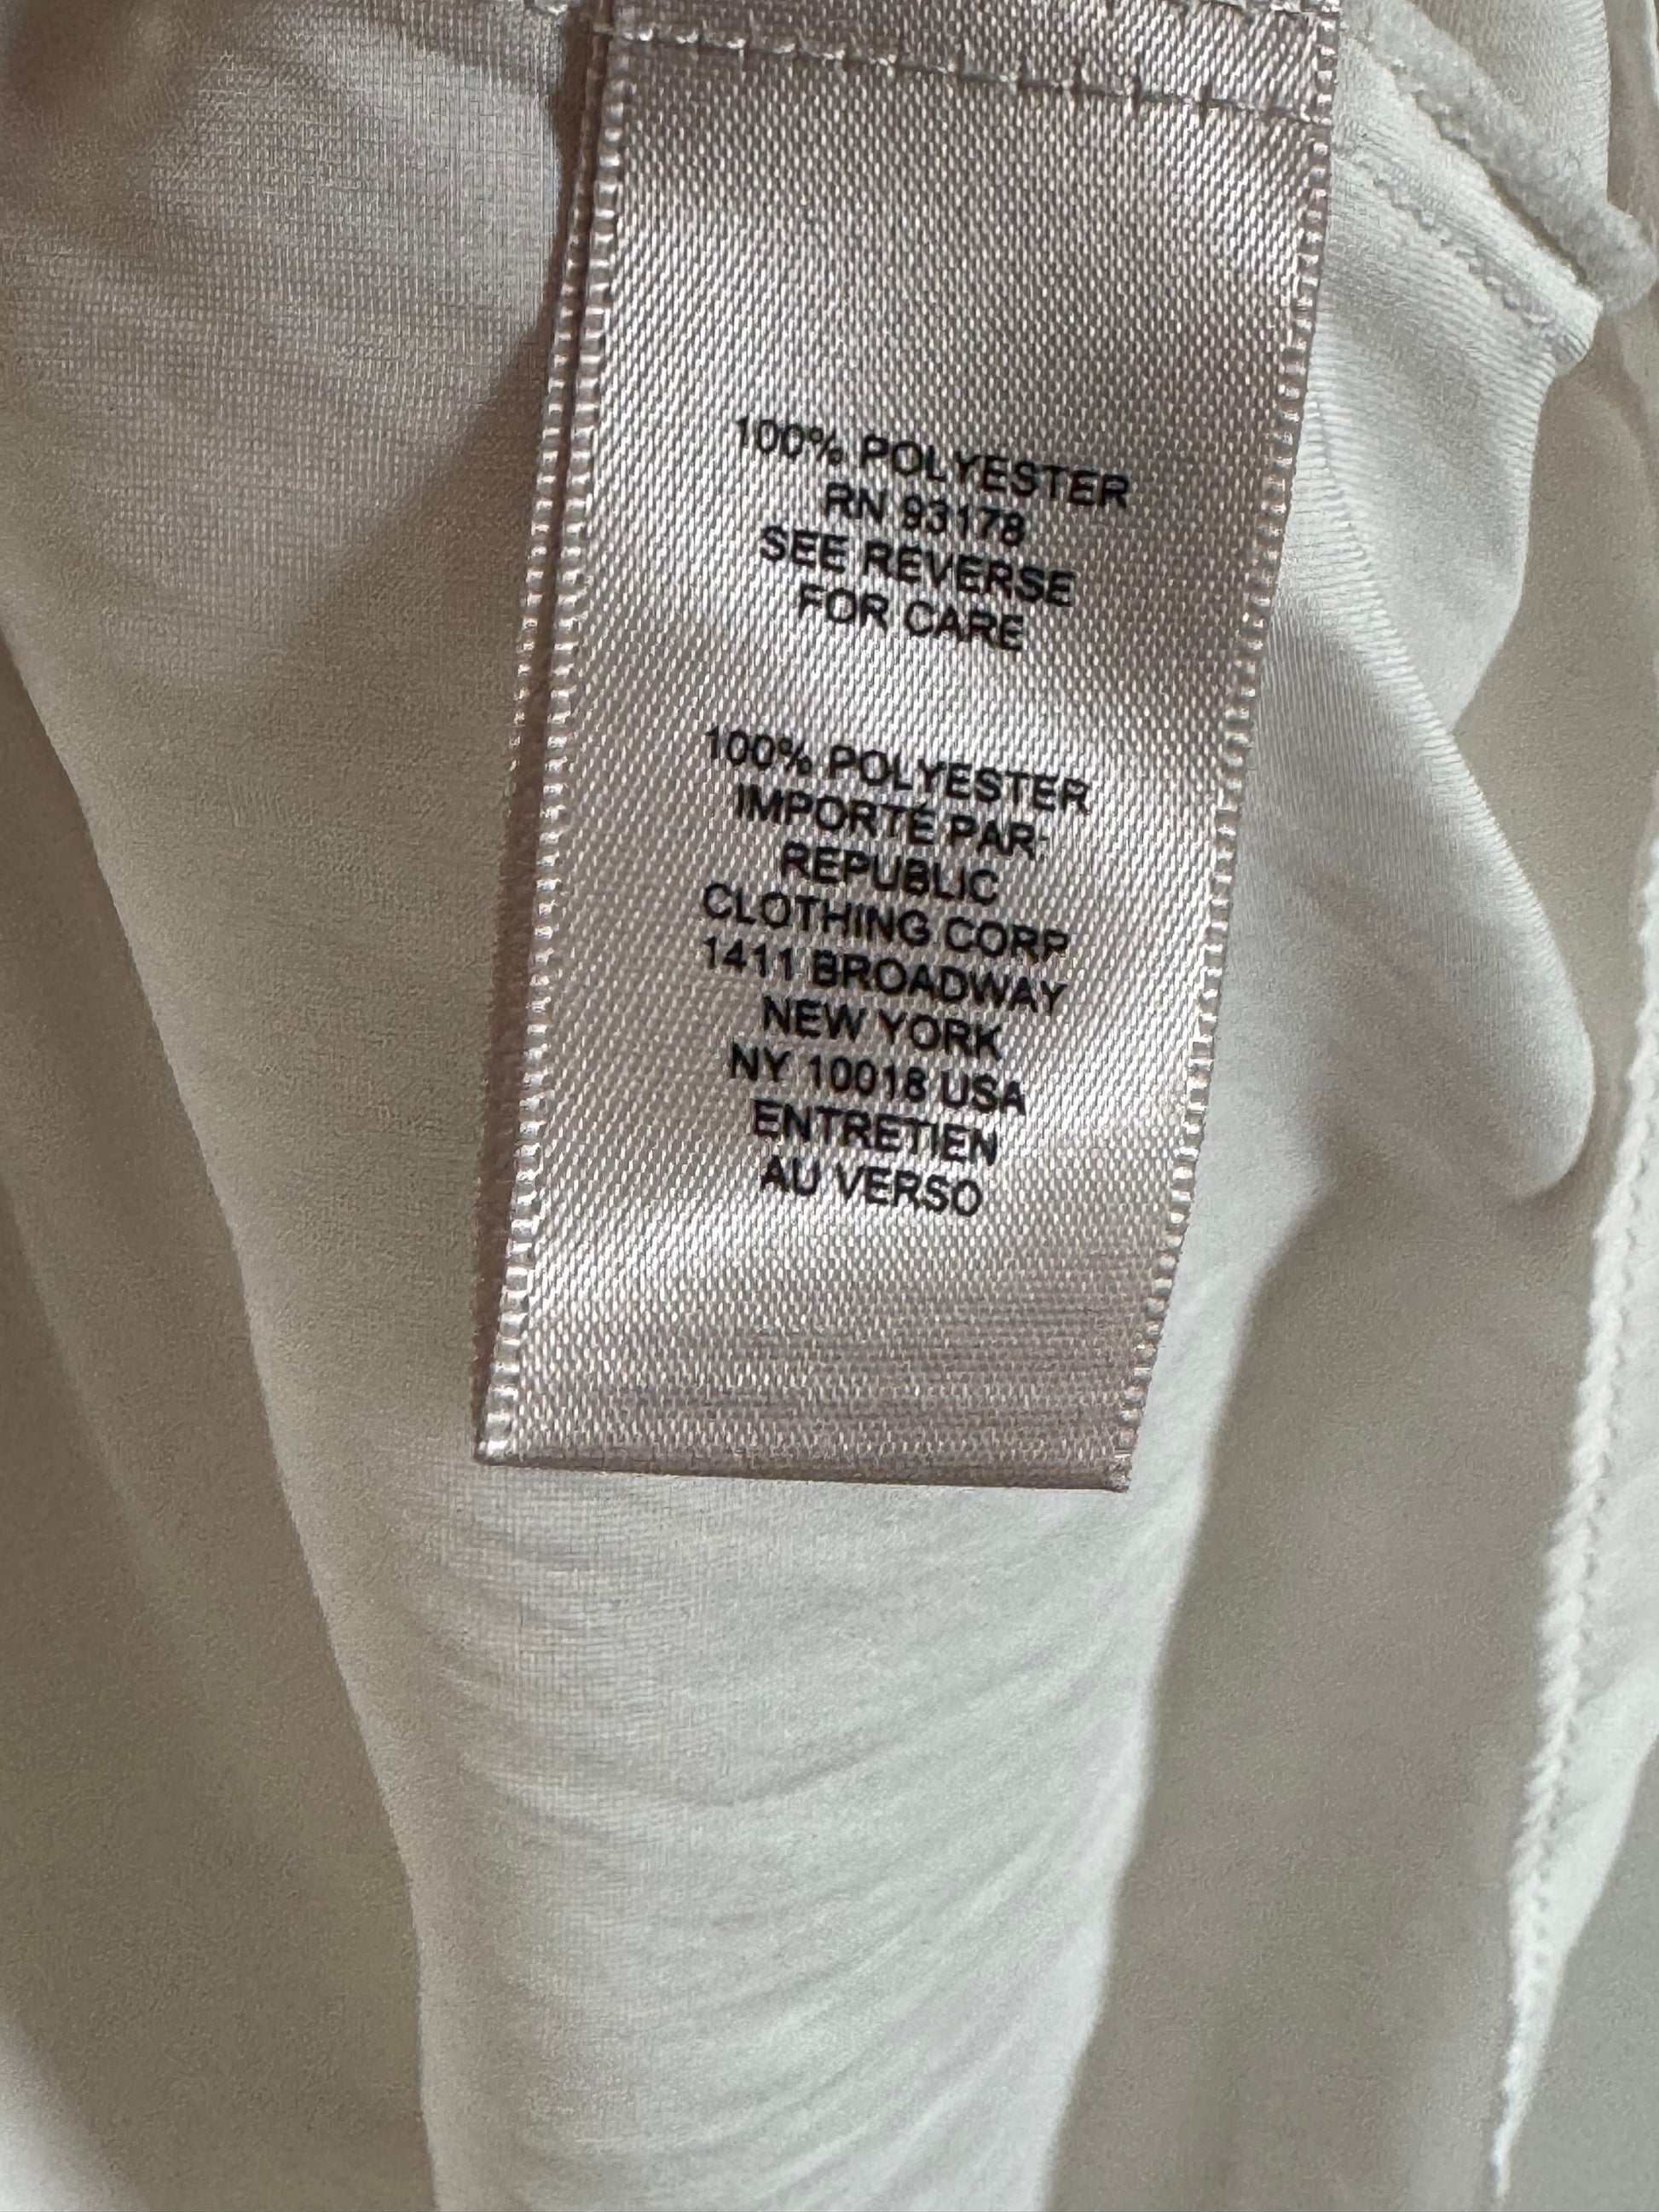 100% POLYESTER
RN 93178
SEE REVERSE
FOR CARE
100% POLYESTER
IMPORTÉ PAR:
REPUBLIC
CLOTHING CORP
1411 BROADWAY
NEW YORK
NY 10018 USA
ENTRETIEN
AU VERSO